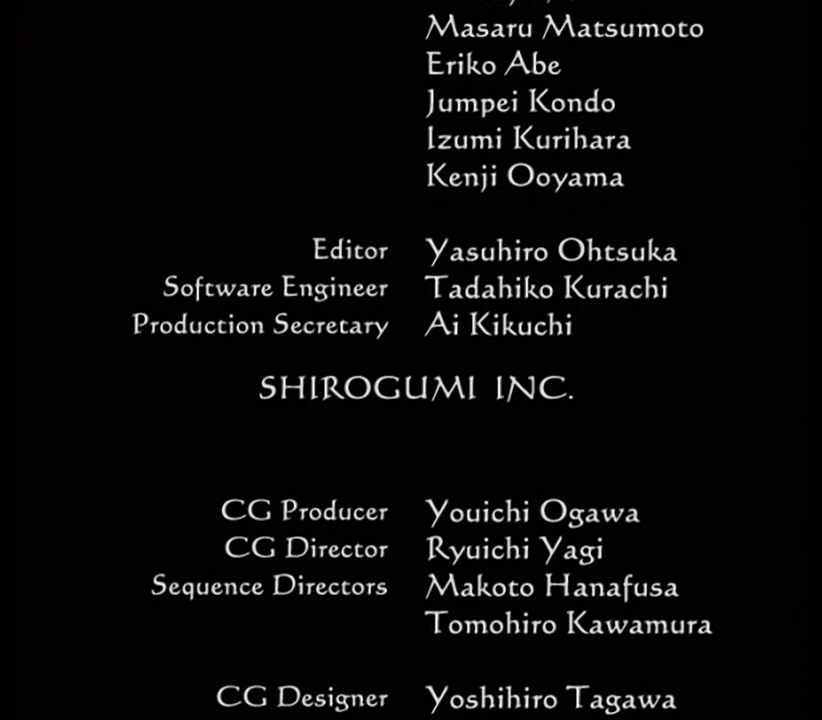 Masaru Matsumoto
Eriko Abe
Jumpei Kondo
Izumi Kurihara
Kenji Ooyama
Editor Yasuhiro Ohtsuka
Software Engineer Tadahiko Kurachi
Production Secretary Ai Kikuchi
SHIROGUMI INC.
CG Producer Youichi Ogawa
CG Director Ryuichi Yagi
Sequence Directors Makoto Hanafusa
Tomohiro Kawamura
CG Designer Yoshihiro Tagawa